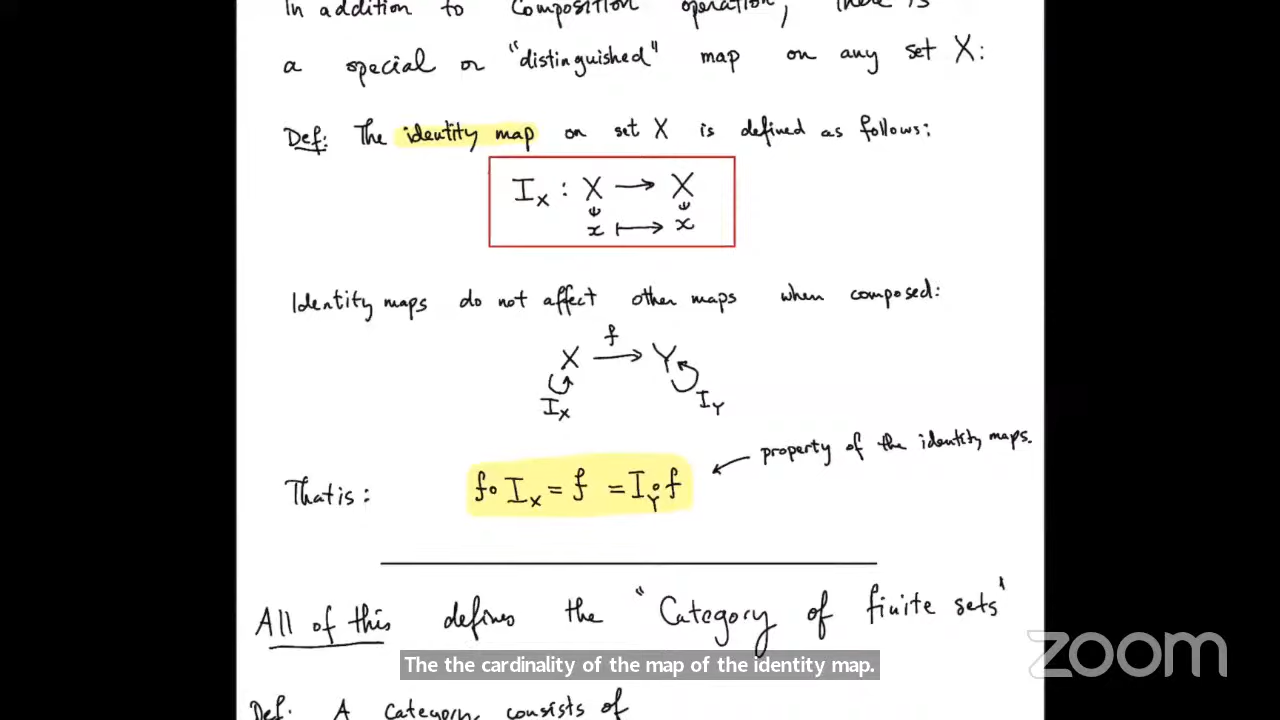 In addition to composition operation, there is
a special or "distinguished" map on any set X:
Def: The identity map on set X is defined as follows:
I_X : X → X
ψ ψ
x ↦ x
Identity maps do not affect other maps when composed:
f
X → Y
I_X I_Y
property of the identity maps.
That is: f∘I_X = f = I_Y∘f
All of this defines the "Category of finite sets"
zoom
The the cardinality of the map of the identity map.
Def: A category consists of